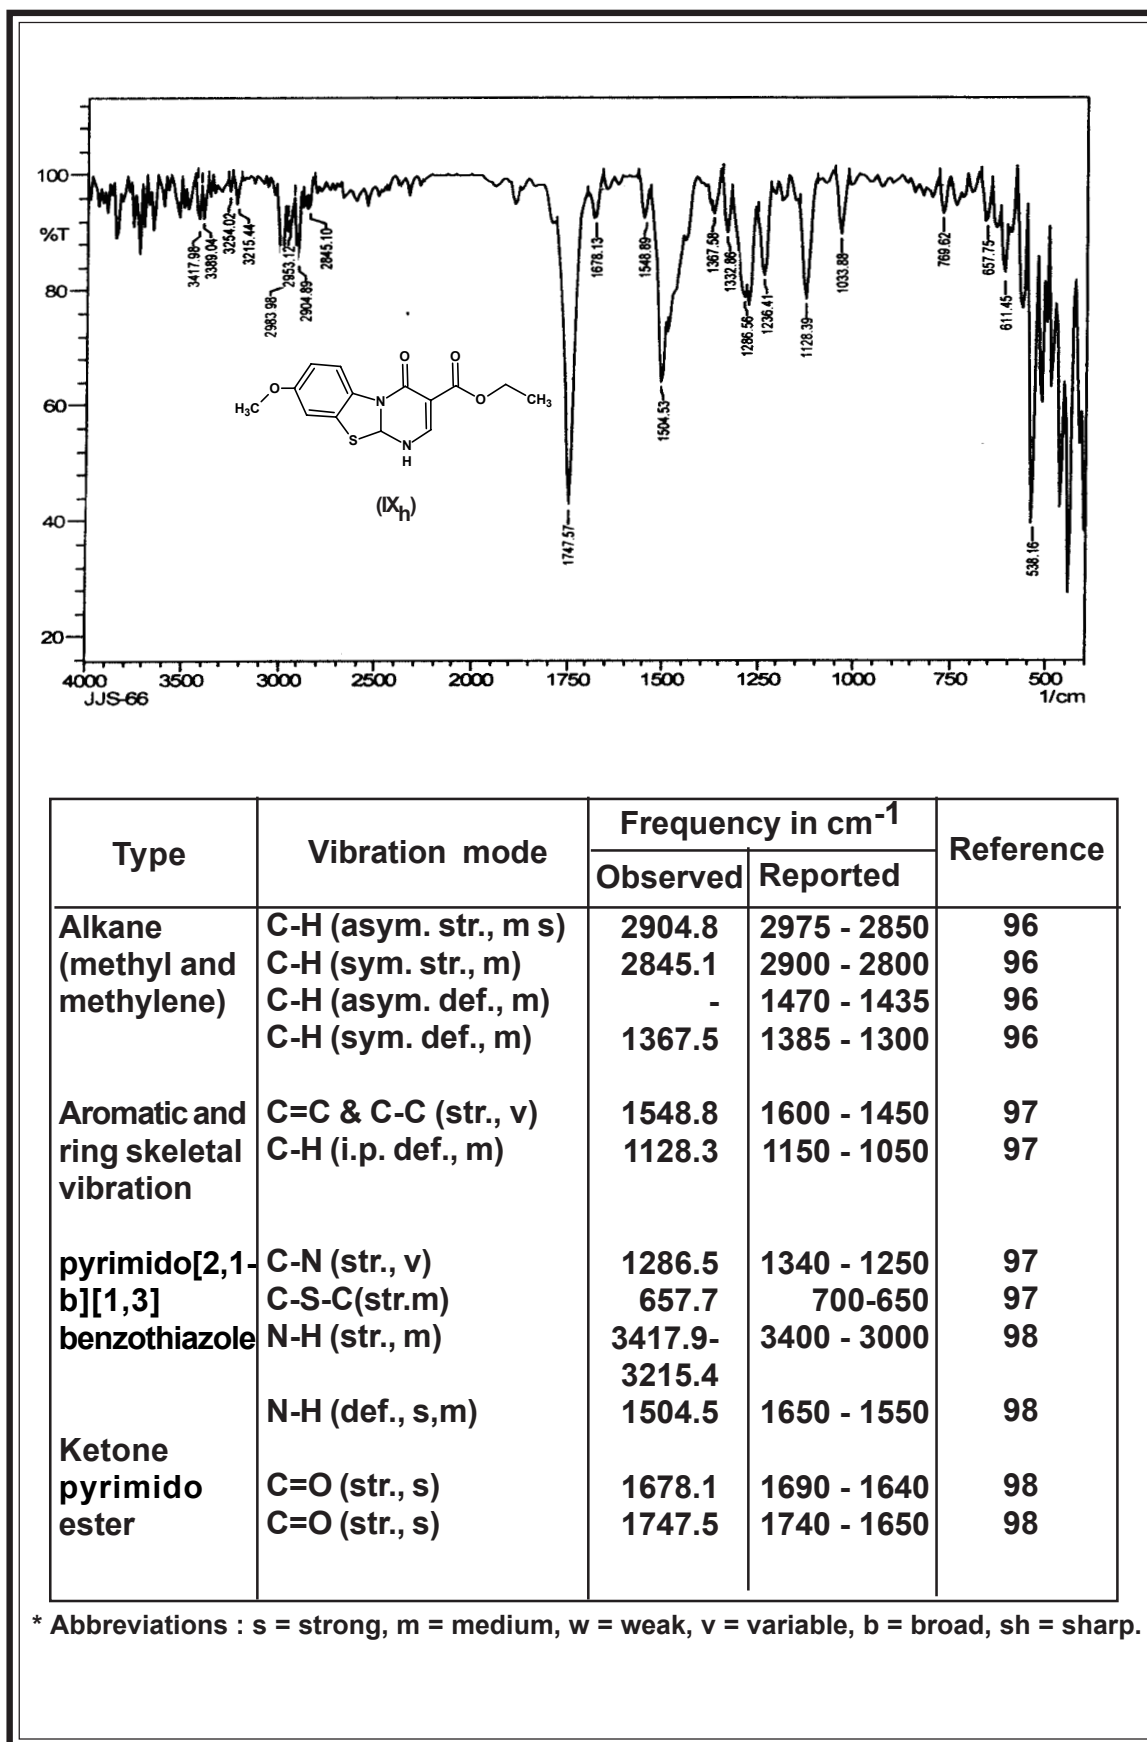 100
%T
80
60
40
20
3417.98
3389.04
3254.02
3215.44
2983.98
2953.12
2904.89
2845.10
1747.57
1678.13
1548.89
1504.53
1367.58
1332.86
1286.56
1236.41
1128.39
1033.88
769.62
657.75
611.45
538.16
O
H3C
S
N
N
H
O
O
O
CH3
(IXh)
4000 3500 3000 2500 2000 1750 1500 1250 1000 750 500
JJS-66 1/cm
Type Vibration mode Frequency in cm-1 Reference
Observed Reported
Alkane C-H (asym. str., m s) 2904.8 2975 - 2850 96
(methyl and C-H (sym. str., m) 2845.1 2900 - 2800 96
methylene) C-H (asym. def., m) - 1470 - 1435 96
C-H (sym. def., m) 1367.5 1385 - 1300 96
Aromatic and C=C & C-C (str., v) 1548.8 1600 - 1450 97
ring skeletal C-H (i.p. def., m) 1128.3 1150 - 1050 97
vibration
pyrimido[2,1- C-N (str., v) 1286.5 1340 - 1250 97
b][1,3] C-S-C(str.m) 657.7 700-650 97
benzothiazole N-H (str., m) 3417.9- 3400 - 3000 98
3215.4
N-H (def., s,m) 1504.5 1650 - 1550 98
Ketone
pyrimido C=O (str., s) 1678.1 1690 - 1640 98
ester C=O (str., s) 1747.5 1740 - 1650 98
* Abbreviations : s = strong, m = medium, w = weak, v = variable, b = broad, sh = sharp.